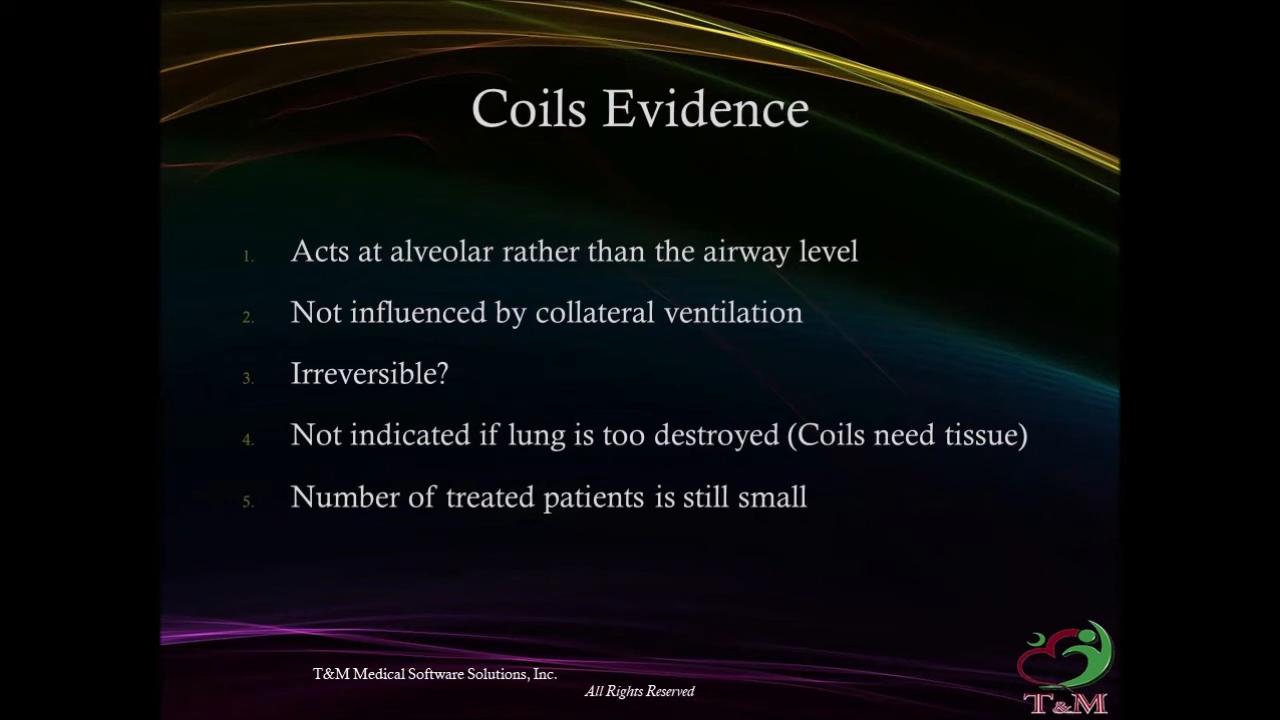 Coils Evidence
1. Acts at alveolar rather than the airway level
2. Not influenced by collateral ventilation
3. Irreversible?
4. Not indicated if lung is too destroyed (Coils need tissue)
5. Number of treated patients is still small
T&M Medical Software Solutions, Inc.
All Rights Reserved
T&M